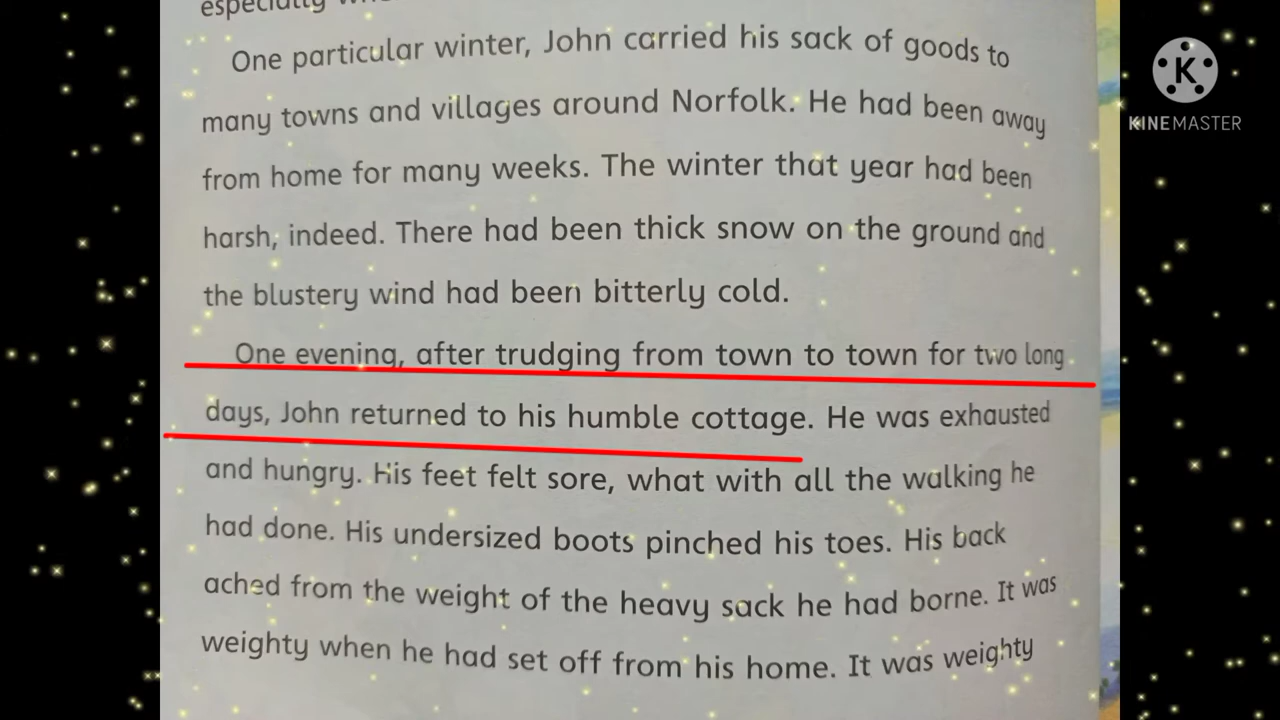 especially
One particular winter, John carried his sack of goods to
many towns and villages around Norfolk. He had been away
from home for many weeks. The winter that year had been
harsh, indeed. There had been thick snow on the ground and
the blustery wind had been bitterly cold.
One evening, after trudging from town to town for two long
days, John returned to his humble cottage. He was exhausted
and hungry. His feet felt sore, what with all the walking he
had done. His undersized boots pinched his toes. His back
ached from the weight of the heavy sack he had borne. It was
weighty when he had set off from his home. It was weighty
K
KINEMASTER